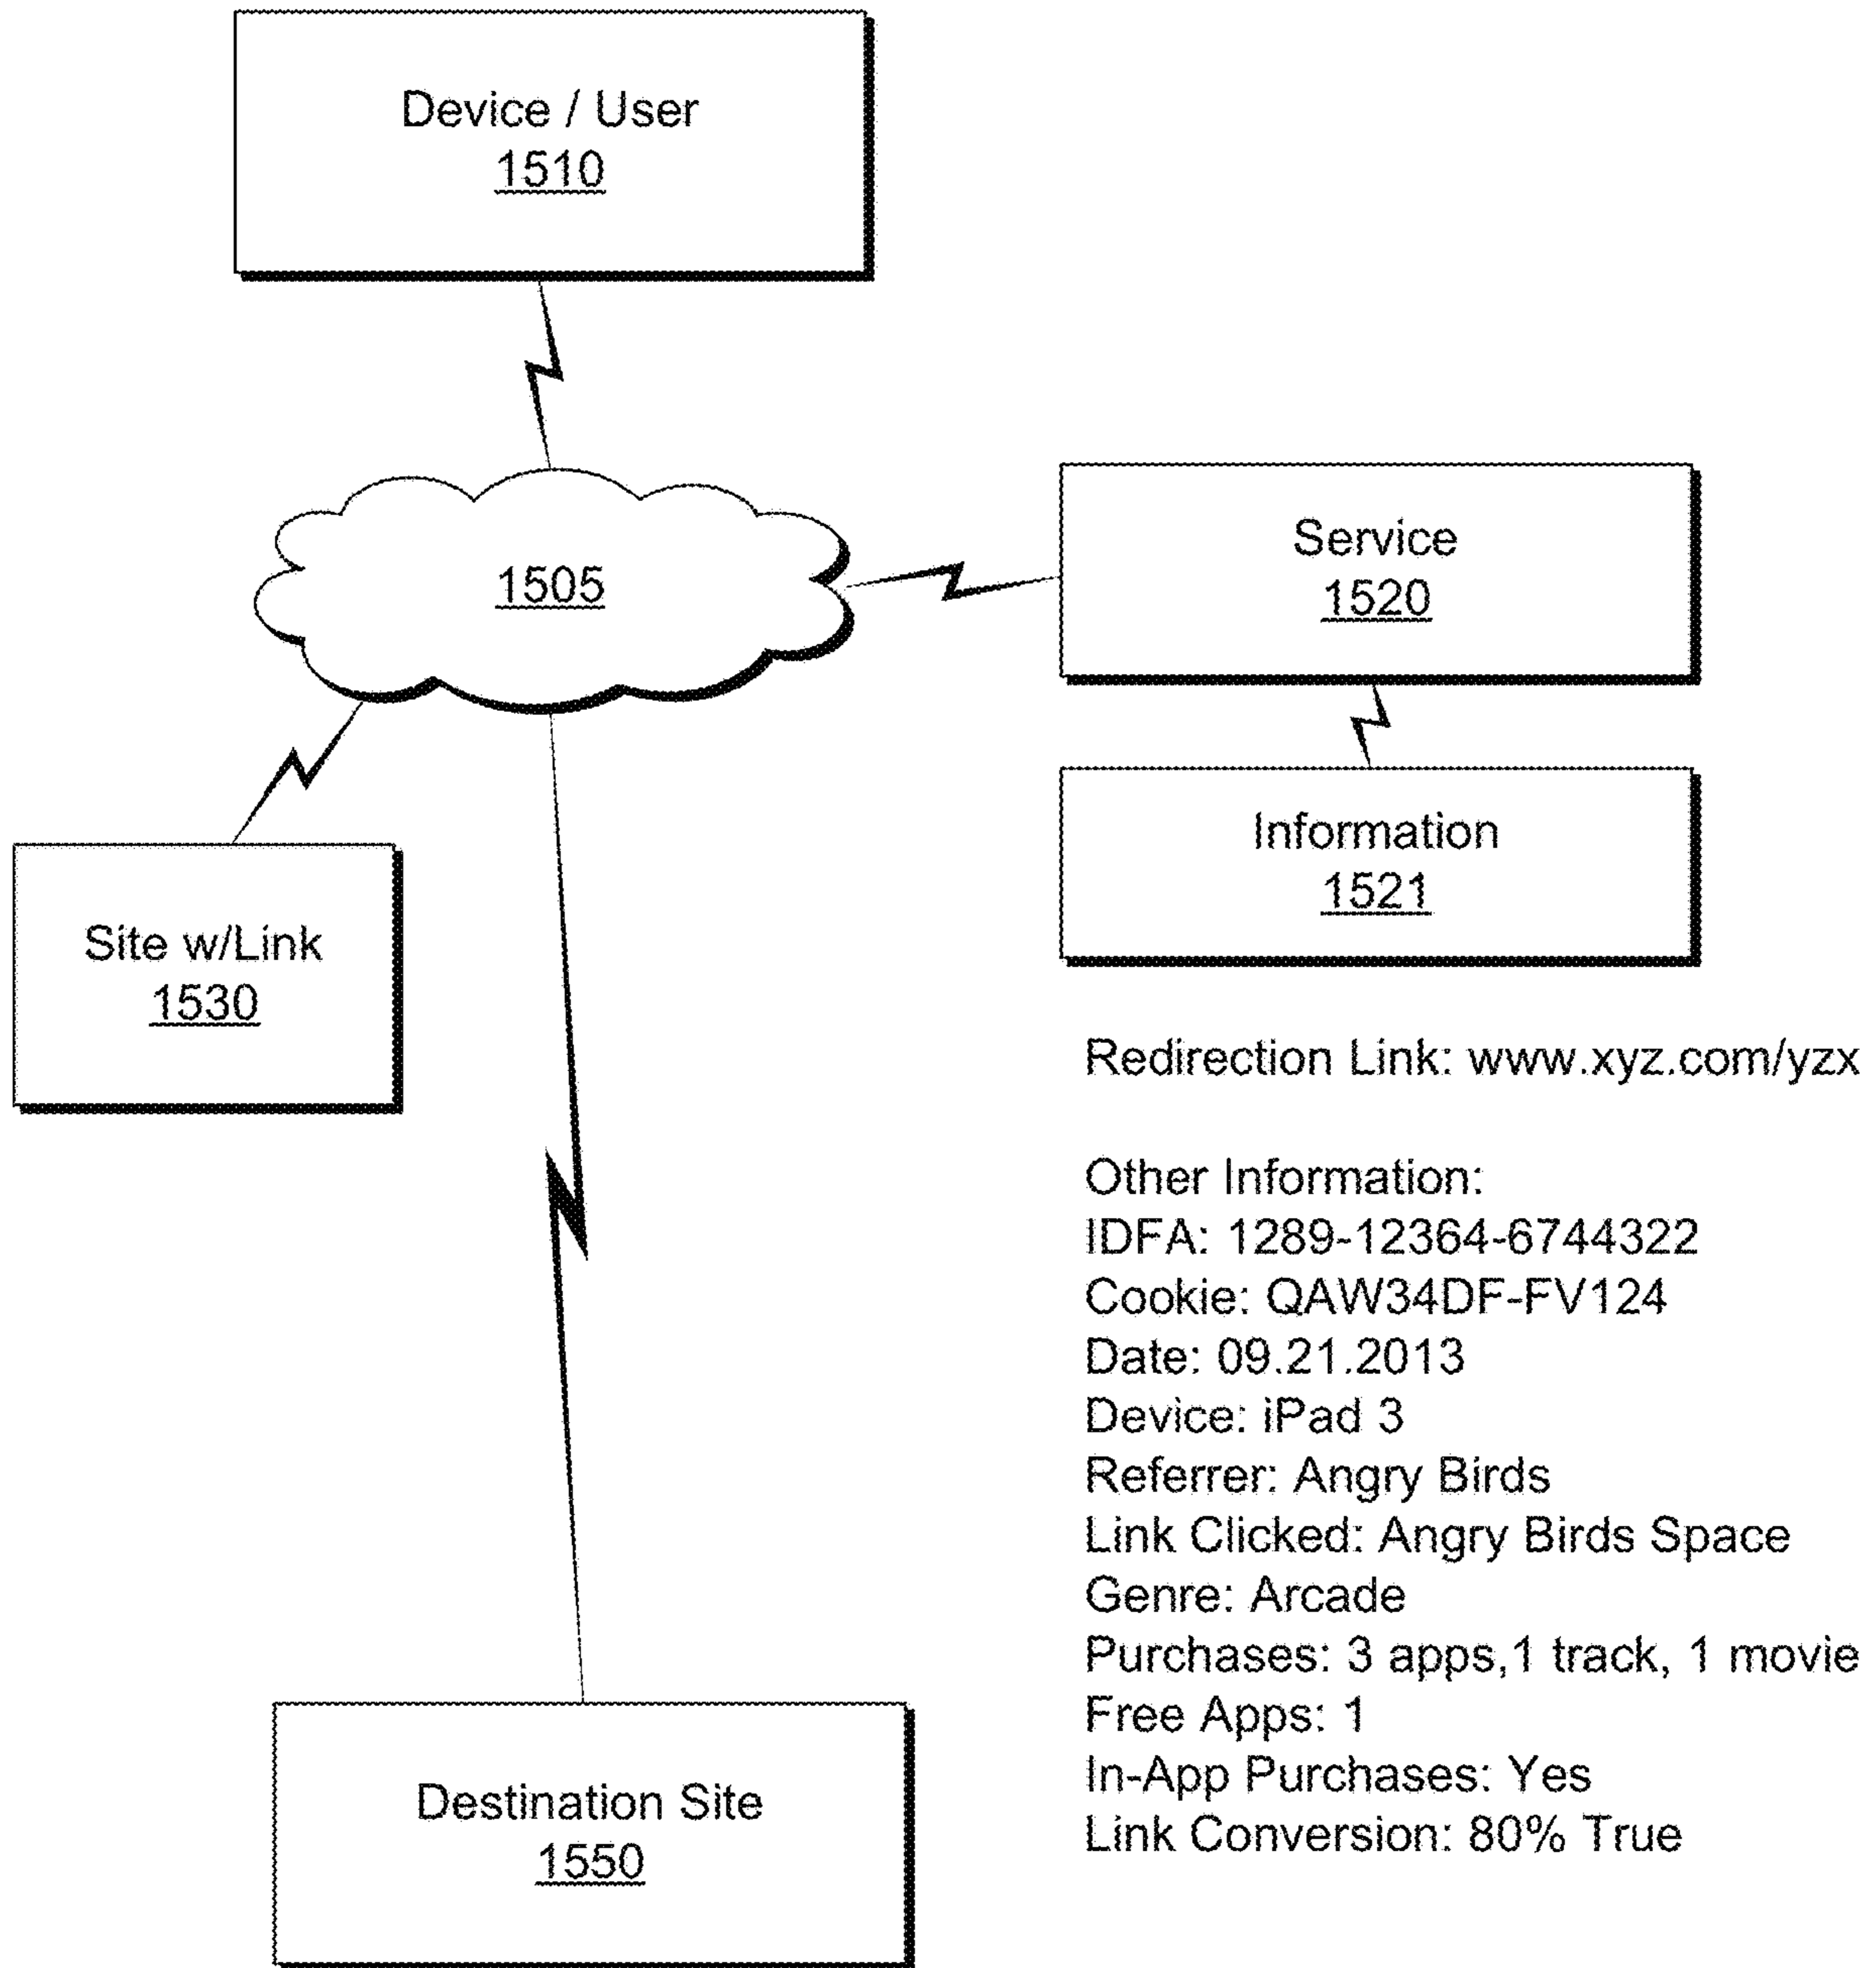 Device / User
1510
1505
Service
1520
Information
1521
Site w/Link
1530
Redirection Link: www.xyz.com/yzx
Other Information:
IDFA: 1289-12364-6744322
Cookie: QAW34DF-FV124
Date: 09.21.2013
Device: iPad 3
Referrer: Angry Birds
Link Clicked: Angry Birds Space
Genre: Arcade
Purchases: 3 apps,1 track, 1 movie
Free Apps: 1
In-App Purchases: Yes
Link Conversion: 80% True
Destination Site
1550